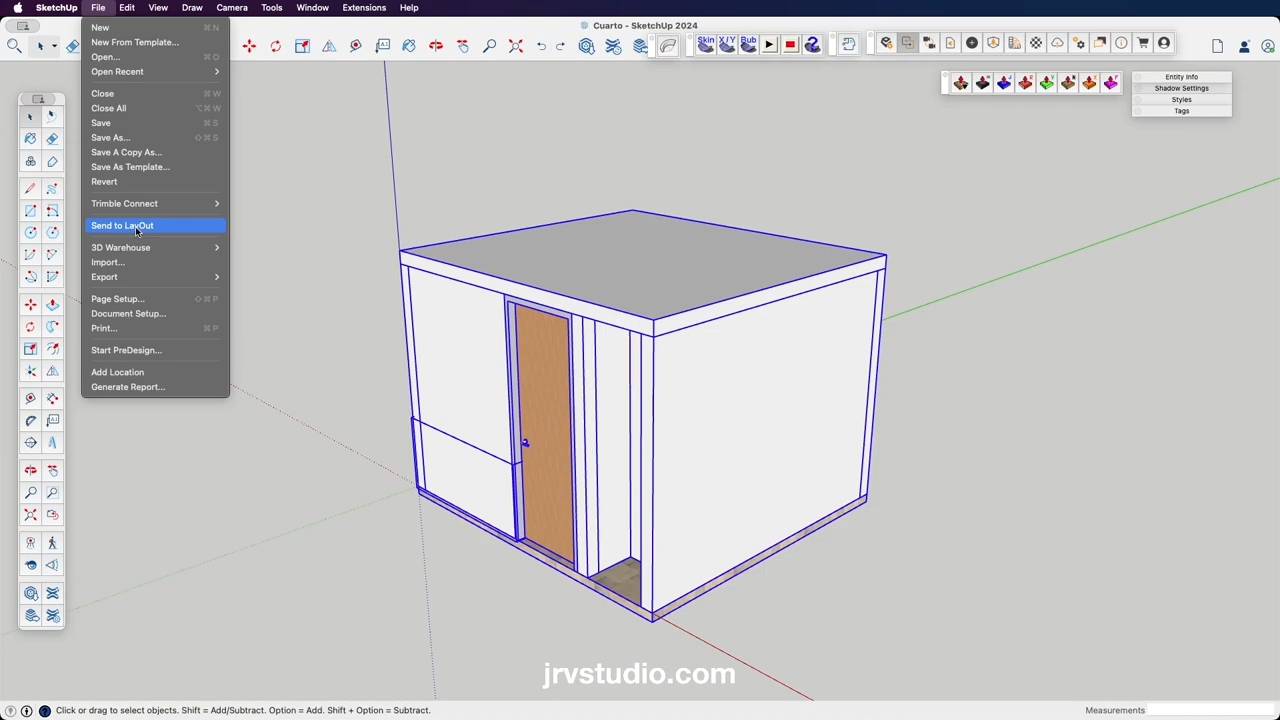 SketchUp File Edit View Draw Camera Tools Window Extensions Help
Cuarto - SketchUp 2024
New ⌘ N
New From Template...
Open... ⌘ O
Open Recent
Close ⌘ W
Close All ⌥ ⌘ W
Save ⌘ S
Save As... ⇧ ⌘ S
Save A Copy As...
Save As Template...
Revert
Trimble Connect
Send to LayOut
3D Warehouse
Import...
Export
Page Setup... ⇧ ⌘ P
Document Setup...
Print... ⌘ P
Start PreDesign...
Add Location
Generate Report...
Skin X/Y Bub
Entity Info
Shadow Settings
Styles
Tags
jrvstudio.com
Click or drag to select objects. Shift = Add/Subtract. Option = Add. Shift + Option = Subtract.
Measurements